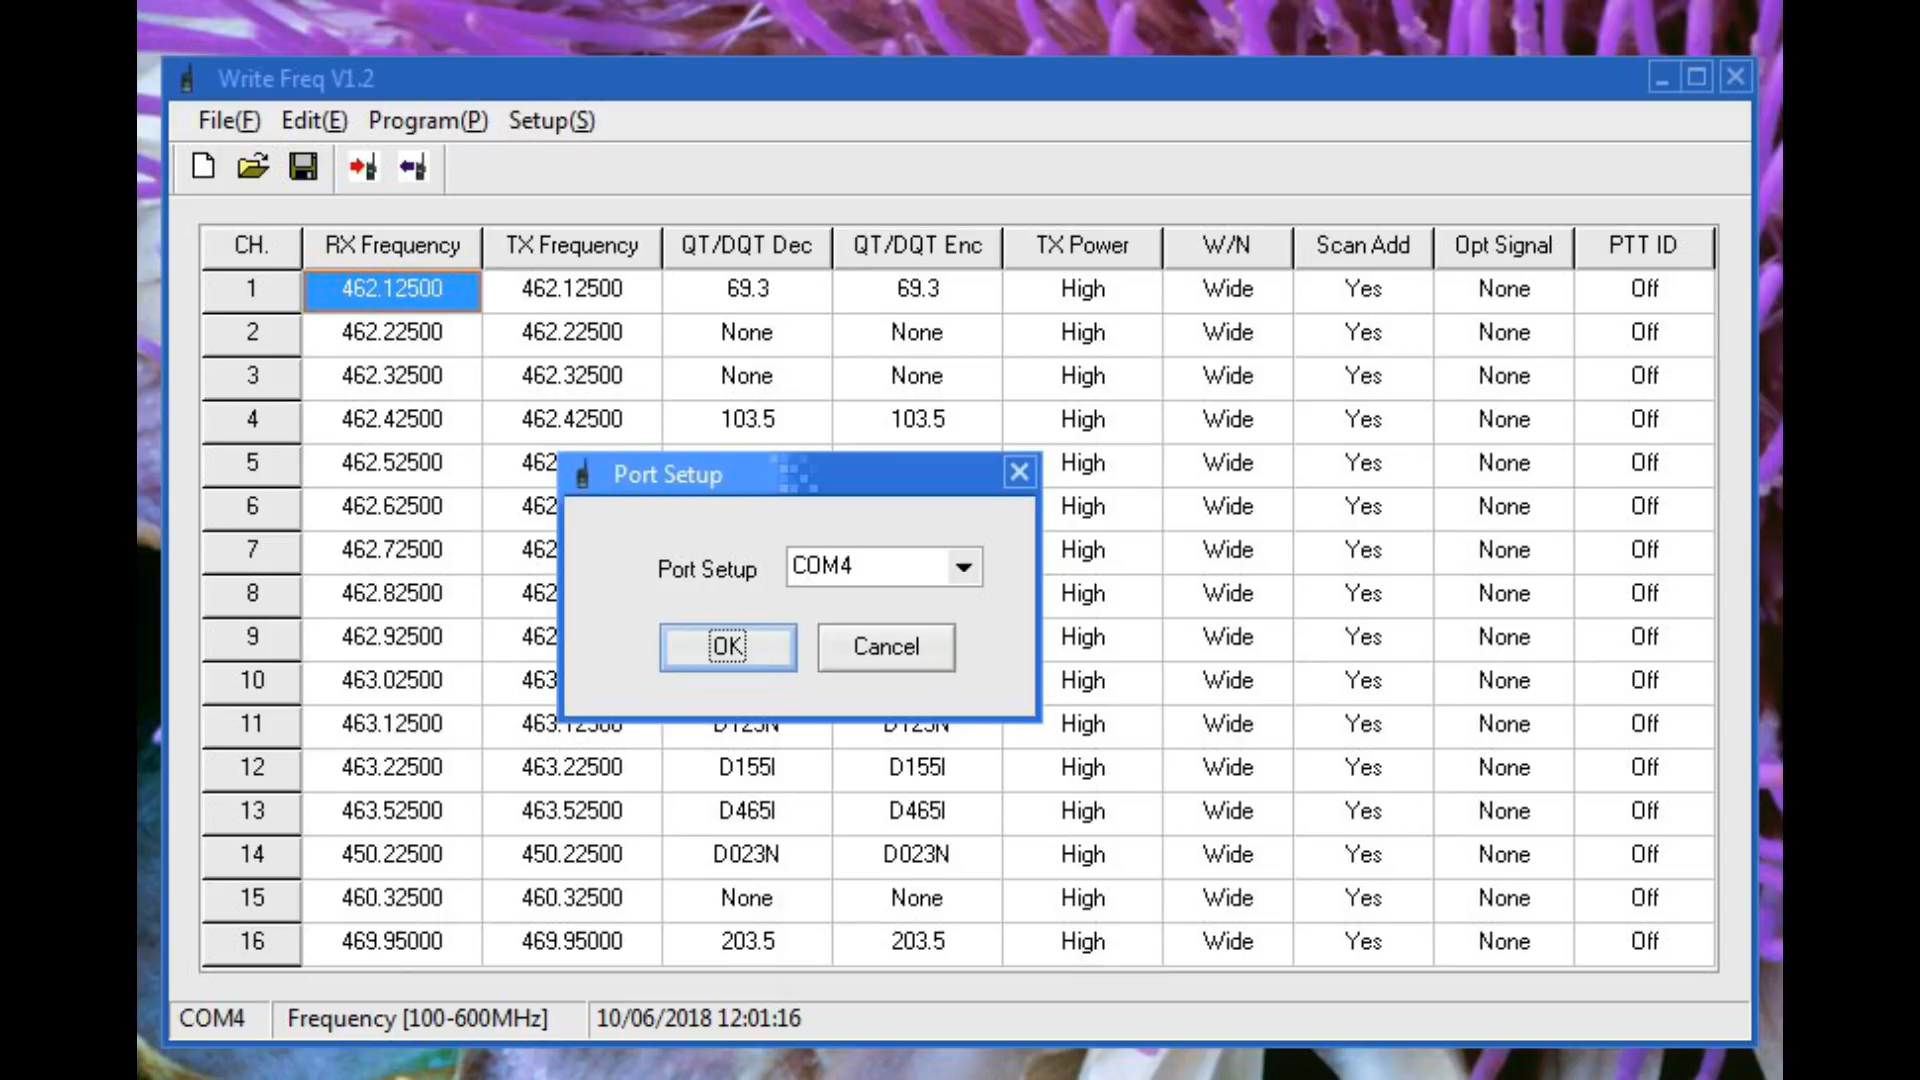 Write Freq V1.2
File(F) Edit(E) Program(P) Setup(S)
CH. RX Frequency TX Frequency QT/DQT Dec QT/DQT Enc TX Power W/N Scan Add Opt Signal PTT ID
1 462.12500 462.12500 69.3 69.3 High Wide Yes None Off
2 462.22500 462.22500 None None High Wide Yes None Off
3 462.32500 462.32500 None None High Wide Yes None Off
4 462.42500 462.42500 103.5 103.5 High Wide Yes None Off
5 462.52500 462 High Wide Yes None Off
6 462.62500 462 High Wide Yes None Off
7 462.72500 462 High Wide Yes None Off
8 462.82500 462 High Wide Yes None Off
9 462.92500 462 High Wide Yes None Off
10 463.02500 463 High Wide Yes None Off
11 463.12500 463.12500 D123N D123N High Wide Yes None Off
12 463.22500 463.22500 D155I D155I High Wide Yes None Off
13 463.52500 463.52500 D465I D465I High Wide Yes None Off
14 450.22500 450.22500 D023N D023N High Wide Yes None Off
15 460.32500 460.32500 None None High Wide Yes None Off
16 469.95000 469.95000 203.5 203.5 High Wide Yes None Off
Port Setup
Port Setup COM4
OK Cancel
COM4 Frequency [100-600MHz] 10/06/2018 12:01:16